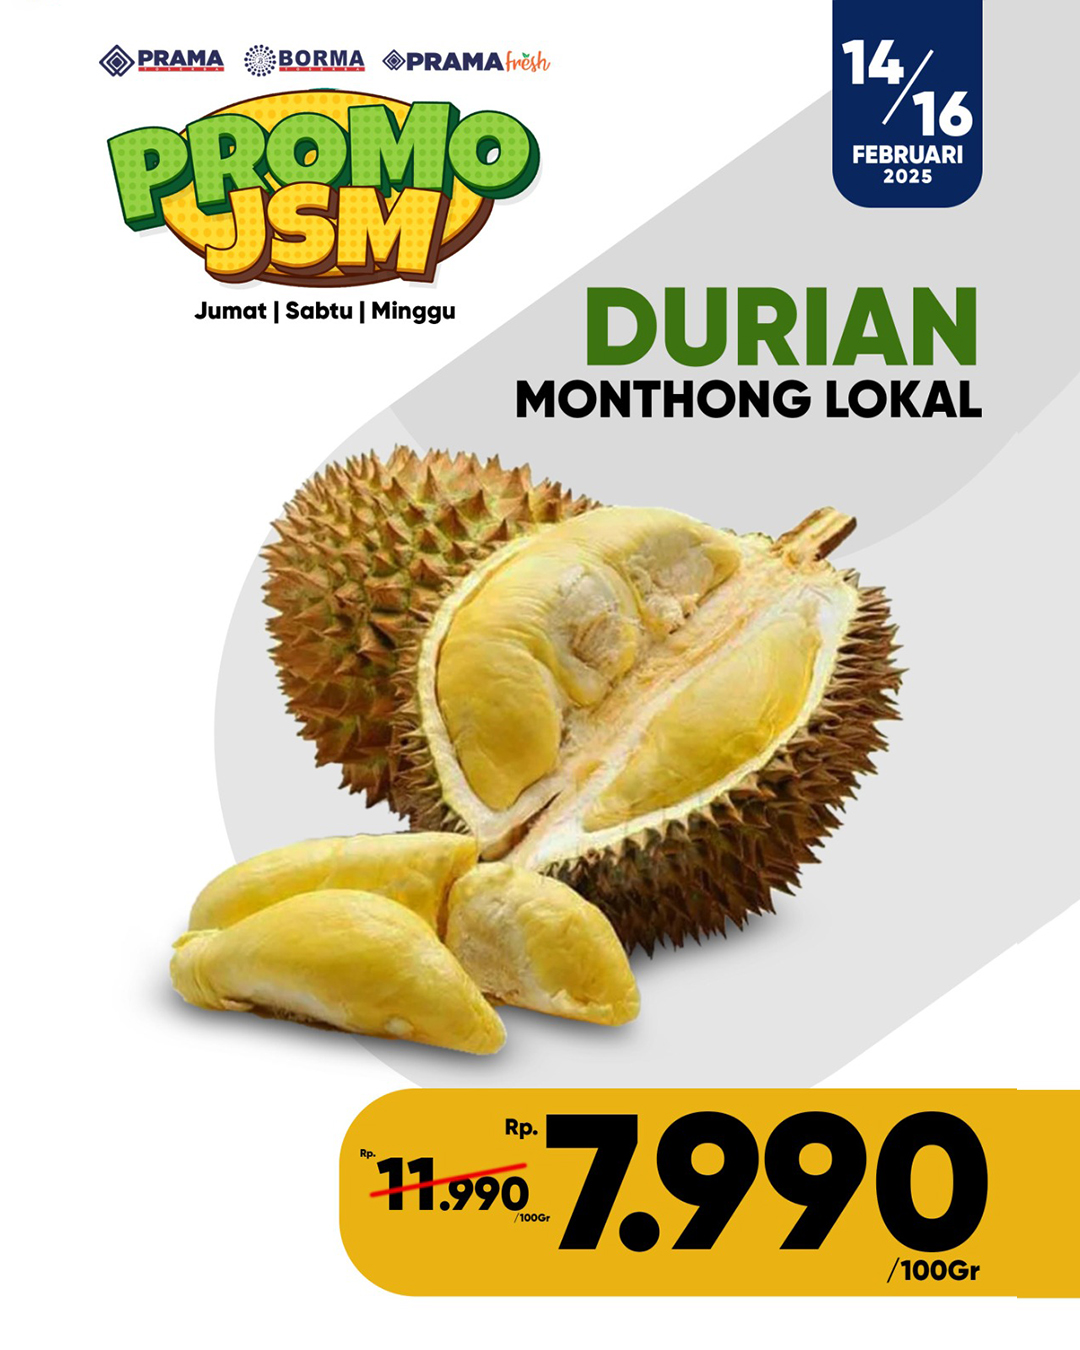 PRAMA BORMA PRAMA fresh
14/16
FEBRUARI
2025
PROMO
JSM
Jumat | Sabtu | Minggu
DURIAN
MONTHONG LOKAL
Rp. 11.990 /100Gr
Rp. 7.990
/100Gr